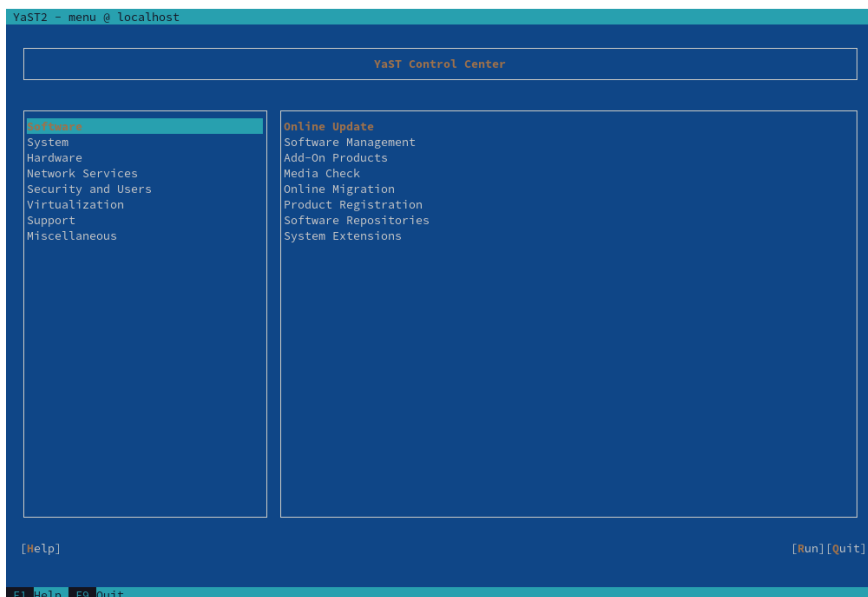 YaST2 - menu @ localhost
YaST Control Center
Software
System
Hardware
Network Services
Security and Users
Virtualization
Support
Miscellaneous
Online Update
Software Management
Add-On Products
Media Check
Online Migration
Product Registration
Software Repositories
System Extensions
[Help]
[Run][Quit]
F1 Help F9 Quit